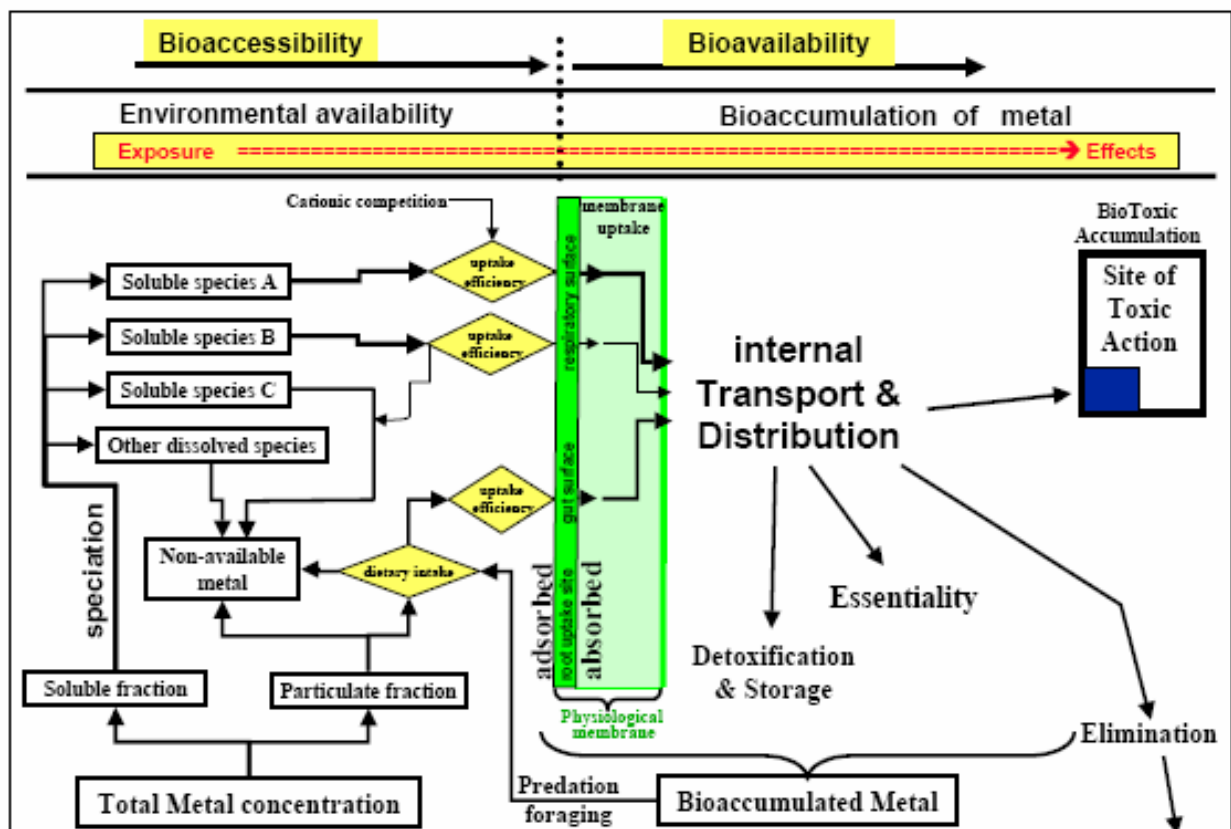 Bioaccessibility
Bioavailability
Environmental availability
Bioaccumulation of metal
Exposure
Effects
Cationic competition
membrane
uptake
BioToxic
Accumulation
Site of
Toxic
Action
uptake
efficiency
Soluble species A
respiratory surface
uptake
efficiency
Soluble species B
Soluble species C
Other dissolved species
internal
Transport &
Distribution
uptake
efficiency
gut surface
speciation
Non-available
metal
dietary intake
adsorbed
root uptake site
absorbed
Essentiality
Detoxification
& Storage
Soluble fraction
Particulate fraction
Physiological
membrane
Elimination
Total Metal concentration
Predation
foraging
Bioaccumulated Metal